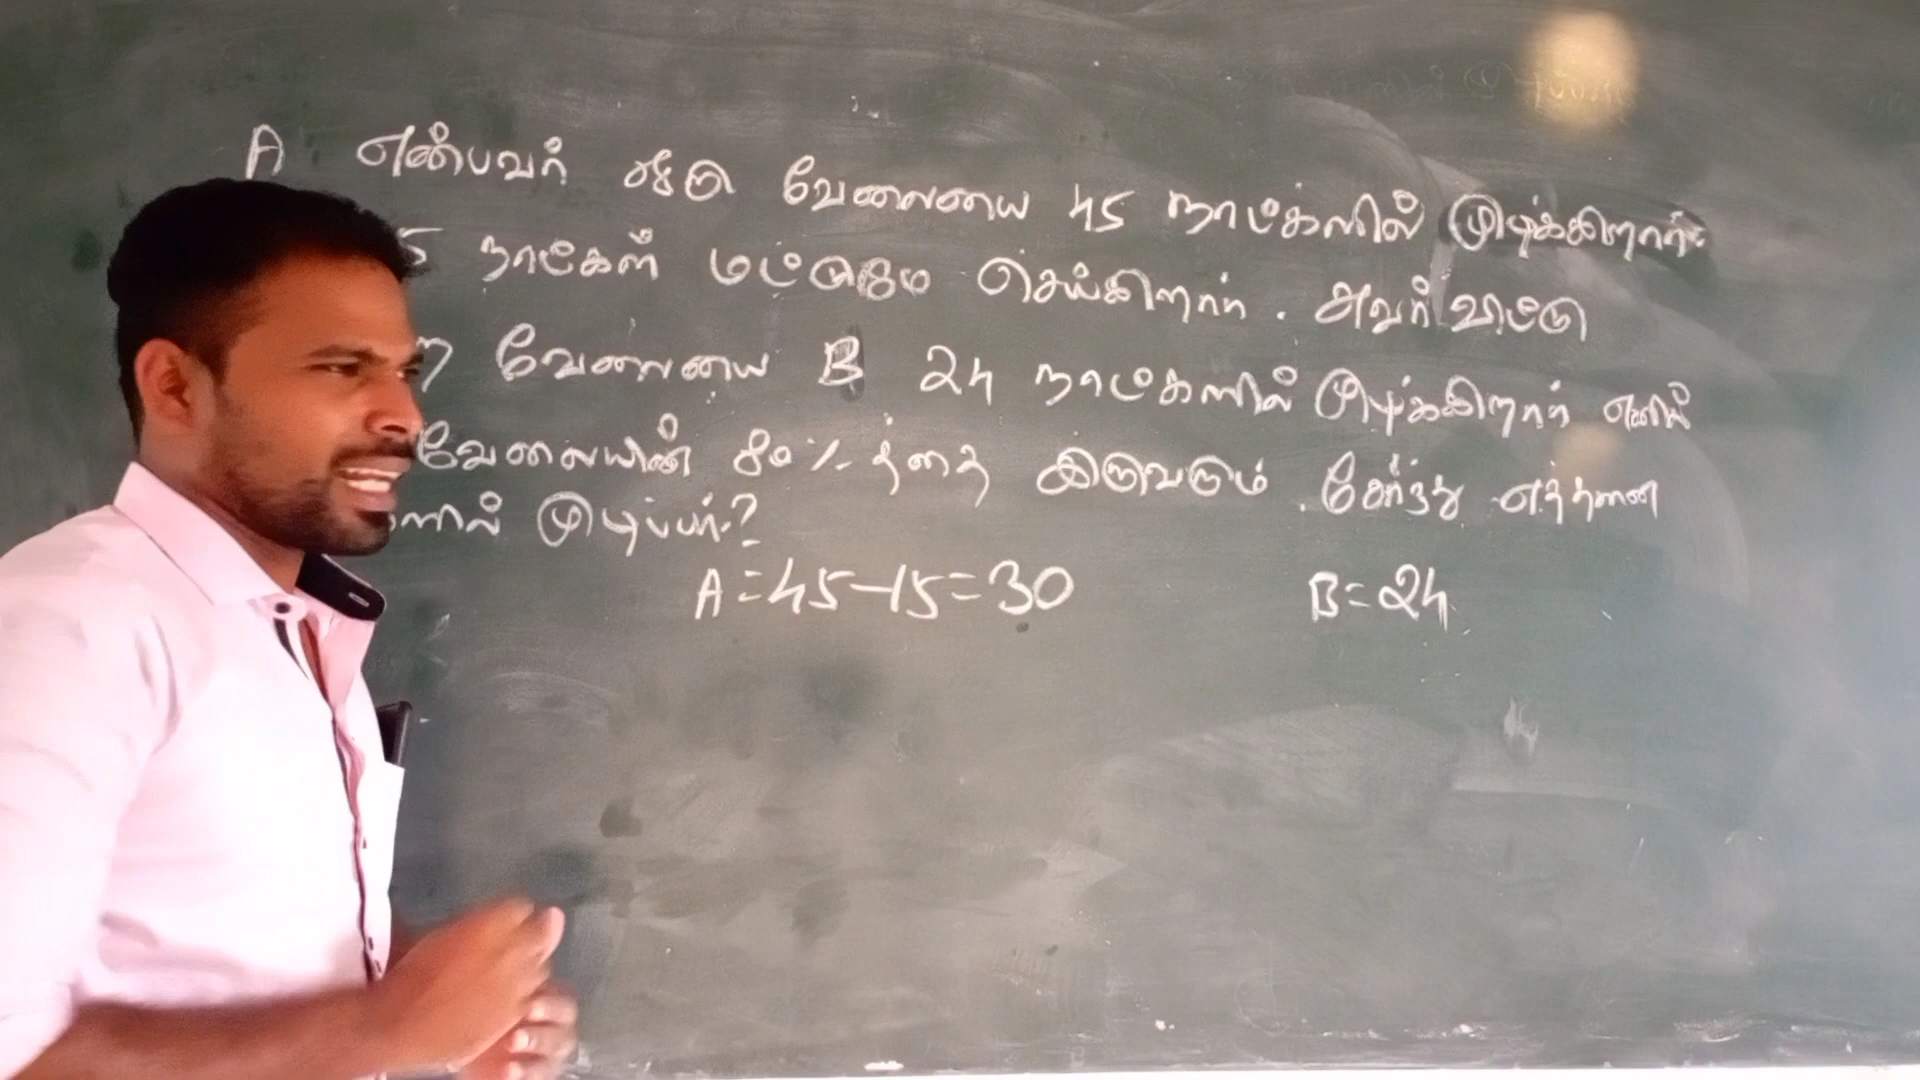 A என்பவர் ஒரு வேலையை 45 நாட்களில் முடிக்கிறார்.
5 நாட்கள் மட்டுமே செய்கிறார். அவர் விட்டு
வேலையை B 24 நாட்களில் முடிக்கிறார் எனில்
வேலையின் 80% த்தை இருவரும் சேர்ந்து எத்தனை
ளில் முடிப்பர்?
A = 45 - 15 = 30 B = 24